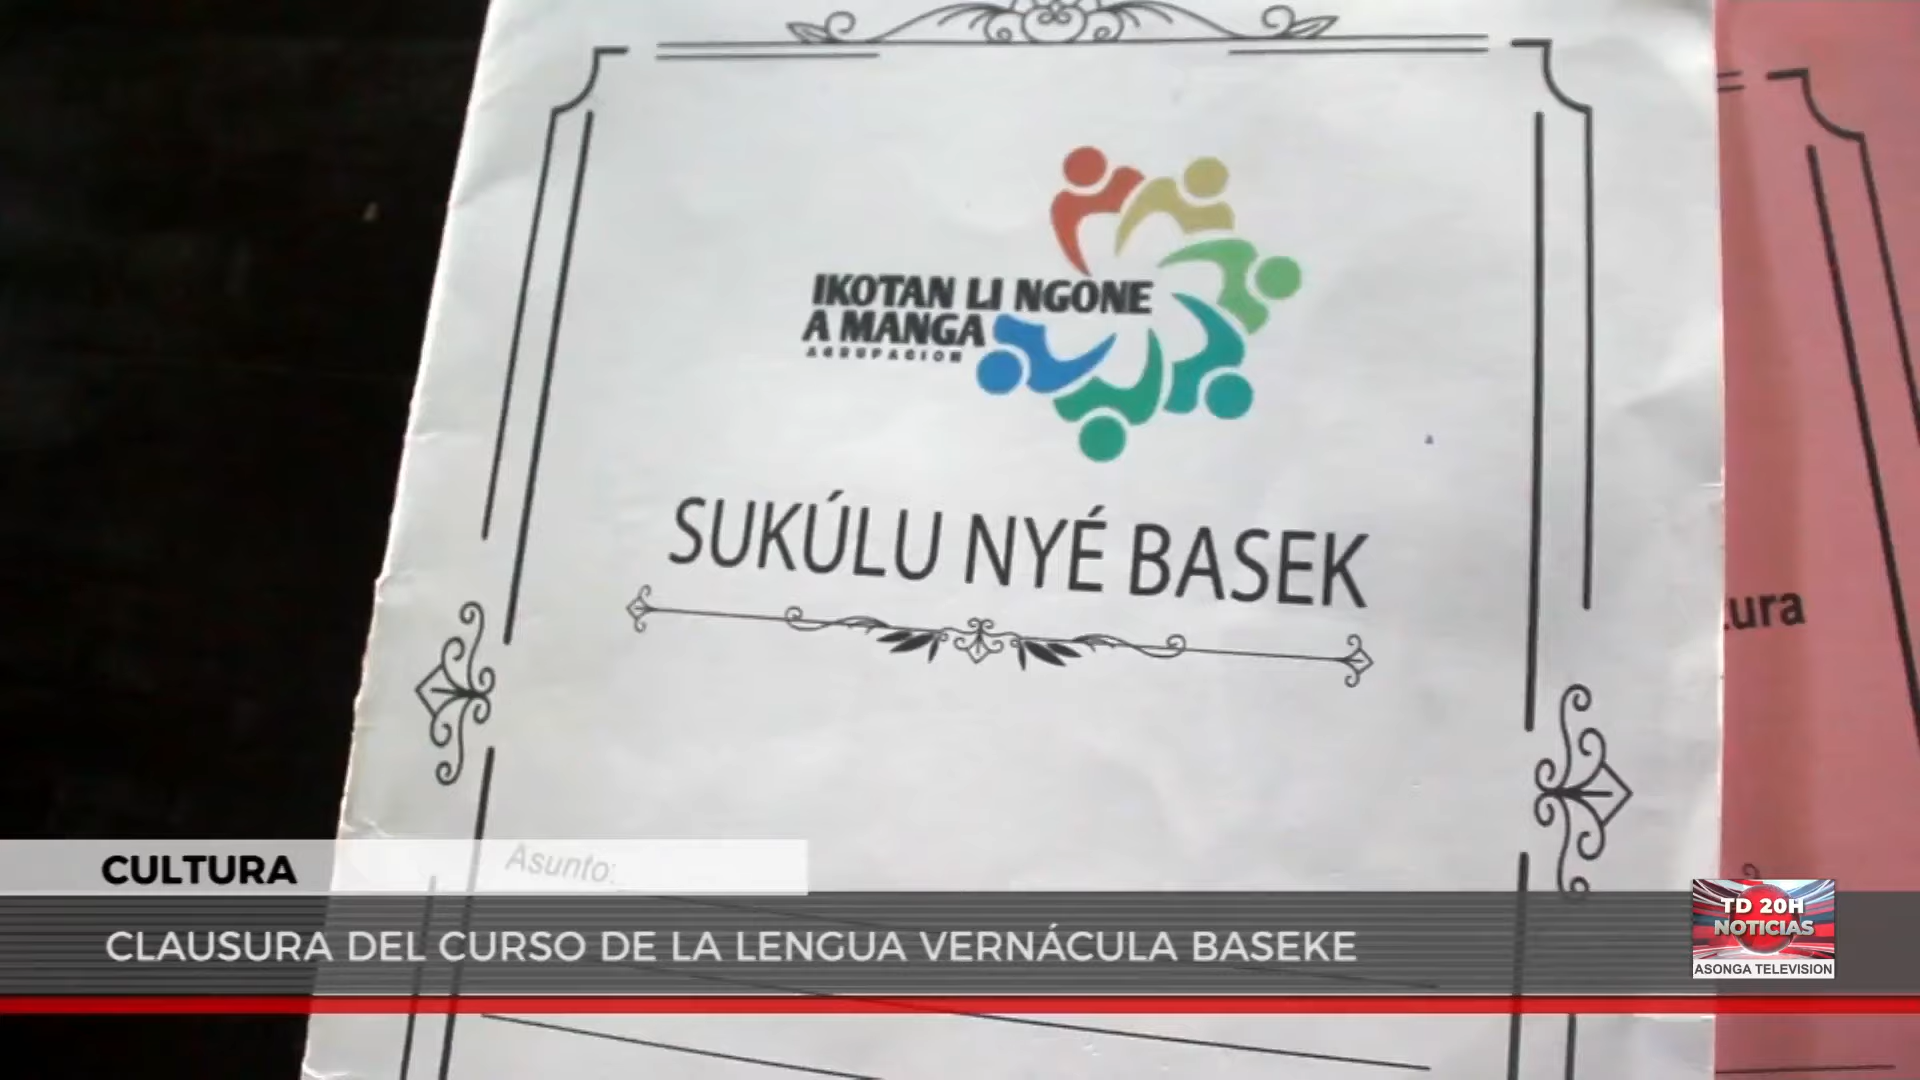 IKOTAN LI NGONE
A MANGA
AGRUPACION
SUKÚLU NYÉ BASEK
Asunto:
CULTURA
CLAUSURA DEL CURSO DE LA LENGUA VERNÁCULA BASEKE
TD 20H
NOTICIAS
ASONGA TELEVISION